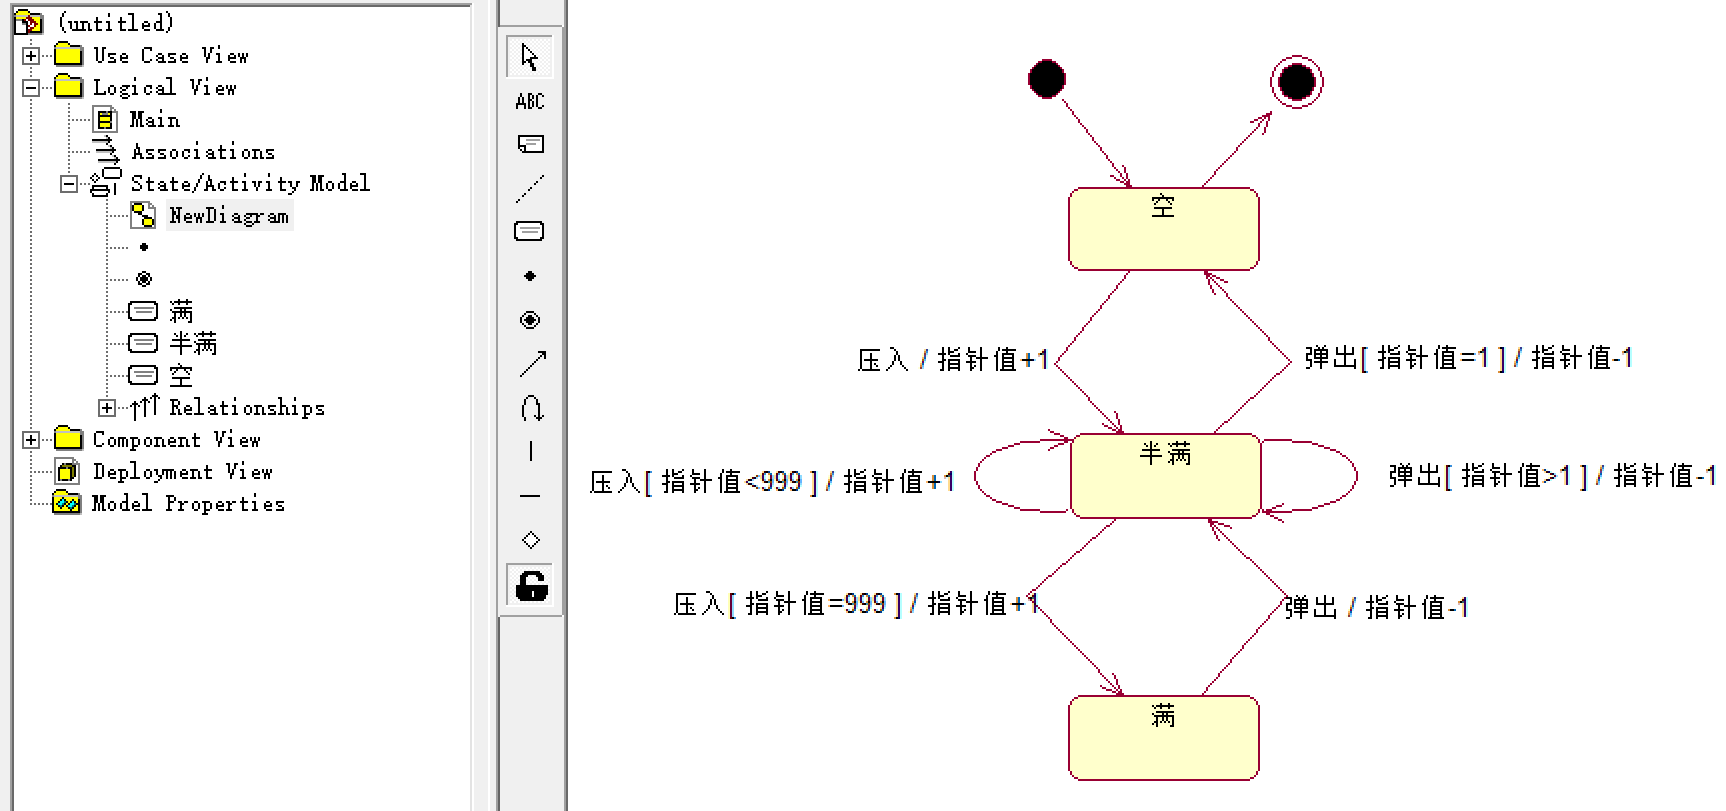 (untitled)
Use Case View
Logical View
Main
Associations
State/Activity Model
NewDiagram
满
半满
空
Relationships
Component View
Deployment View
Model Properties
ABC
空
压入 / 指针值+1
弹出[ 指针值=1 ] / 指针值-1
半满
压入[ 指针值<999 ] / 指针值+1
弹出[ 指针值>1 ] / 指针值-1
压入[ 指针值=999 ] / 指针值+1
弹出 / 指针值-1
满